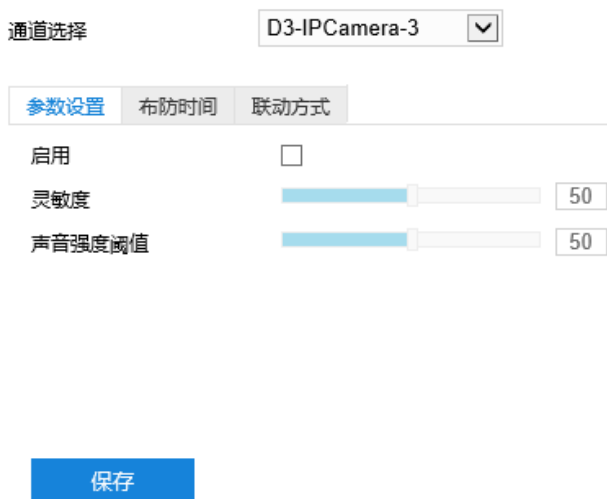 通道选择 D3-IPCamera-3
参数设置 布防时间 联动方式
启用
灵敏度 50
声音强度阈值 50
保存